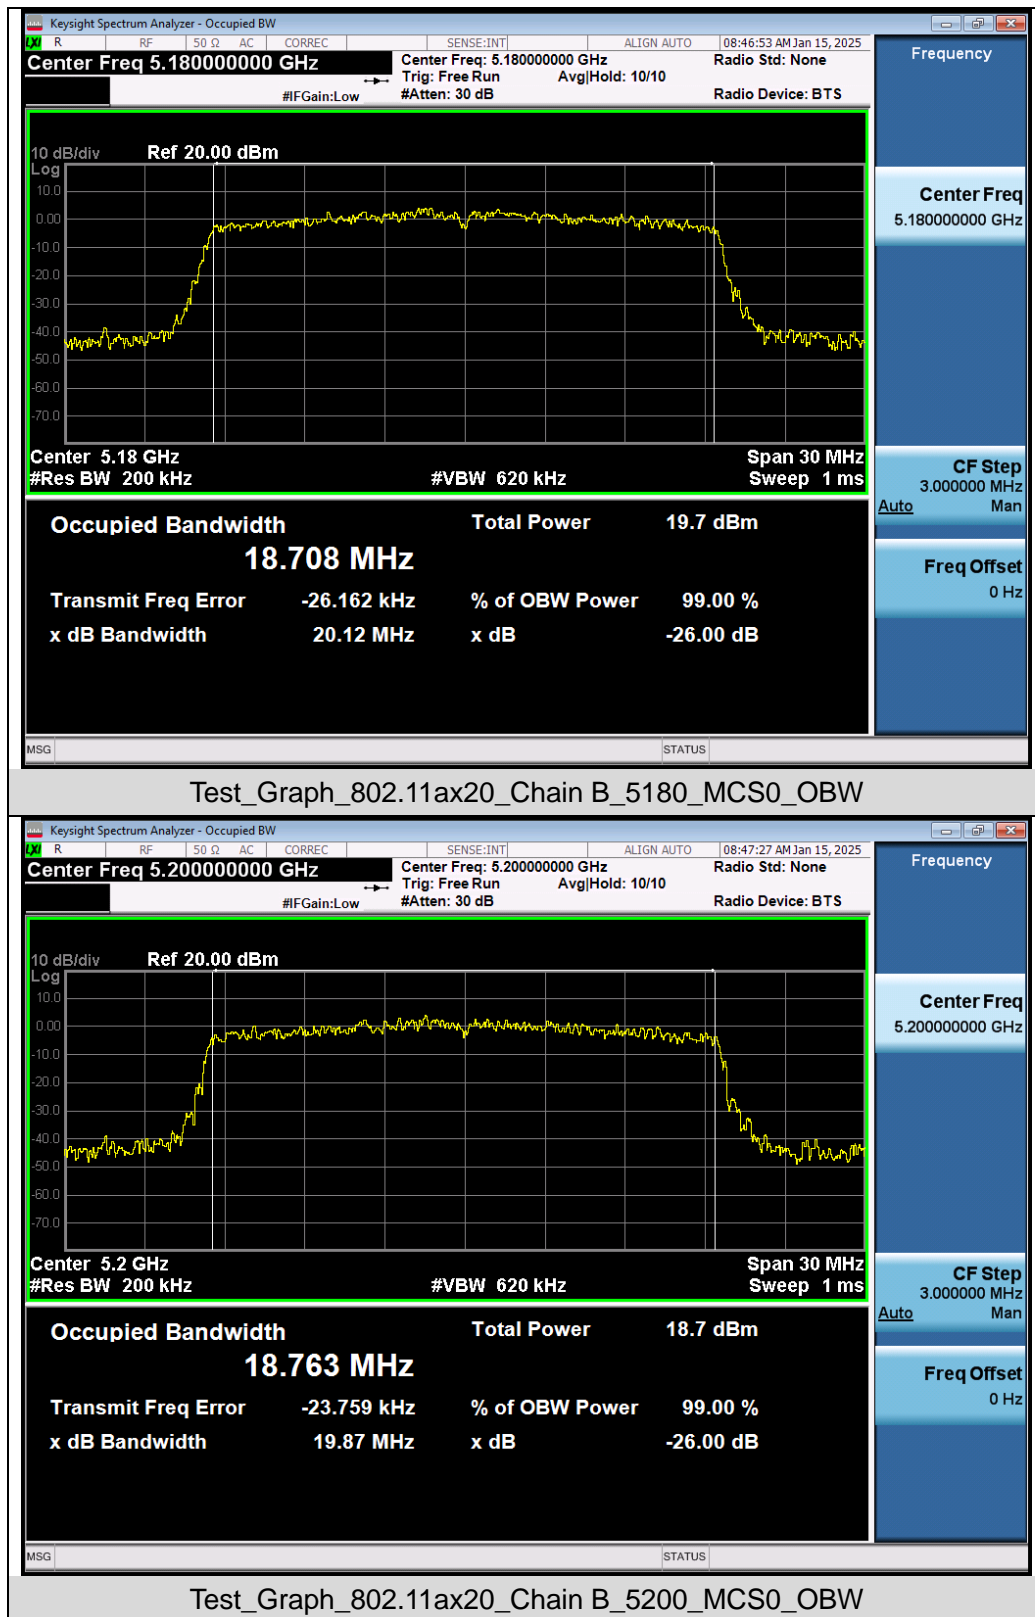 Keysight Spectrum Analyzer - Occupied BW
LXI R RF 50 Ω AC CORREC SENSE:INT ALIGN AUTO 08:46:53 AM Jan 15, 2025
Center Freq 5.180000000 GHz
Center Freq: 5.180000000 GHz Radio Std: None
Trig: Free Run Avg|Hold: 10/10
#IFGain:Low #Atten: 30 dB Radio Device: BTS
Frequency
10 dB/div Ref 20.00 dBm
Log
10.0
0.00
-10.0
-20.0
-30.0
-40.0
-50.0
-60.0
-70.0
Center Freq
5.180000000 GHz
Center 5.18 GHz Span 30 MHz
#Res BW 200 kHz #VBW 620 kHz Sweep 1 ms
CF Step
3.000000 MHz
Auto Man
Occupied Bandwidth Total Power 19.7 dBm
18.708 MHz
Freq Offset
0 Hz
Transmit Freq Error -26.162 kHz % of OBW Power 99.00 %
x dB Bandwidth 20.12 MHz x dB -26.00 dB
MSG STATUS
Test_Graph_802.11ax20_Chain B_5180_MCS0_OBW
Keysight Spectrum Analyzer - Occupied BW
LXI R RF 50 Ω AC CORREC SENSE:INT ALIGN AUTO 08:47:27 AM Jan 15, 2025
Center Freq 5.200000000 GHz
Center Freq: 5.200000000 GHz Radio Std: None
Trig: Free Run Avg|Hold: 10/10
#IFGain:Low #Atten: 30 dB Radio Device: BTS
Frequency
10 dB/div Ref 20.00 dBm
Log
10.0
0.00
-10.0
-20.0
-30.0
-40.0
-50.0
-60.0
-70.0
Center Freq
5.200000000 GHz
Center 5.2 GHz Span 30 MHz
#Res BW 200 kHz #VBW 620 kHz Sweep 1 ms
CF Step
3.000000 MHz
Auto Man
Occupied Bandwidth Total Power 18.7 dBm
18.763 MHz
Freq Offset
0 Hz
Transmit Freq Error -23.759 kHz % of OBW Power 99.00 %
x dB Bandwidth 19.87 MHz x dB -26.00 dB
MSG STATUS
Test_Graph_802.11ax20_Chain B_5200_MCS0_OBW